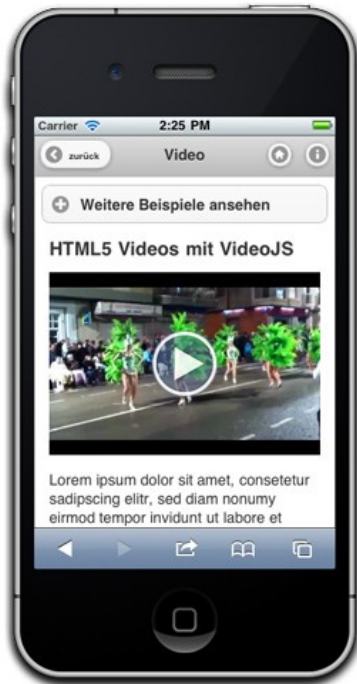 Carrier 2:25 PM
zurück Video
Weitere Beispiele ansehen
HTML5 Videos mit VideoJS
Lorem ipsum dolor sit amet, consetetur
sadipscing elitr, sed diam nonumy
eirmod tempor invidunt ut labore et